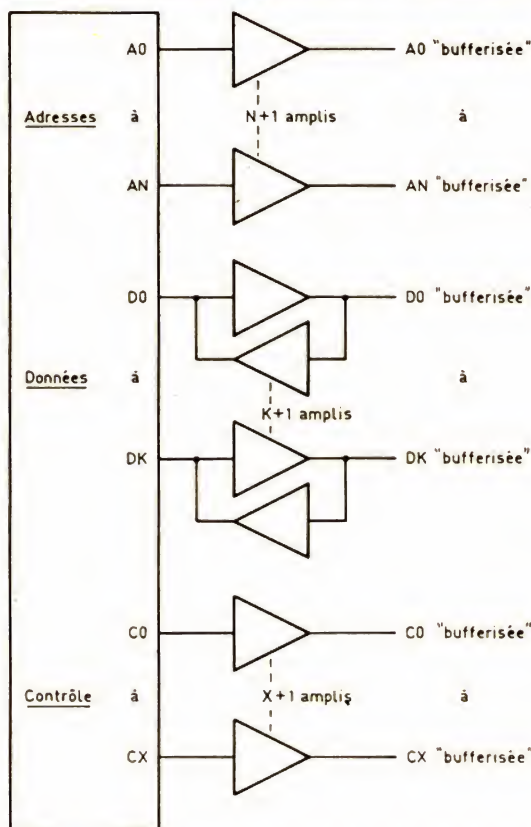 A0 A0 "bufferisée"
Adresses à N+1 amplis à
AN AN "bufferisée"
D0 D0 "bufferisée"
Données à à
K+1 amplis
DK DK "bufferisée"
C0 C0 "bufferisée"
Contrôle à X+1 amplis à
CX CX "bufferisée"